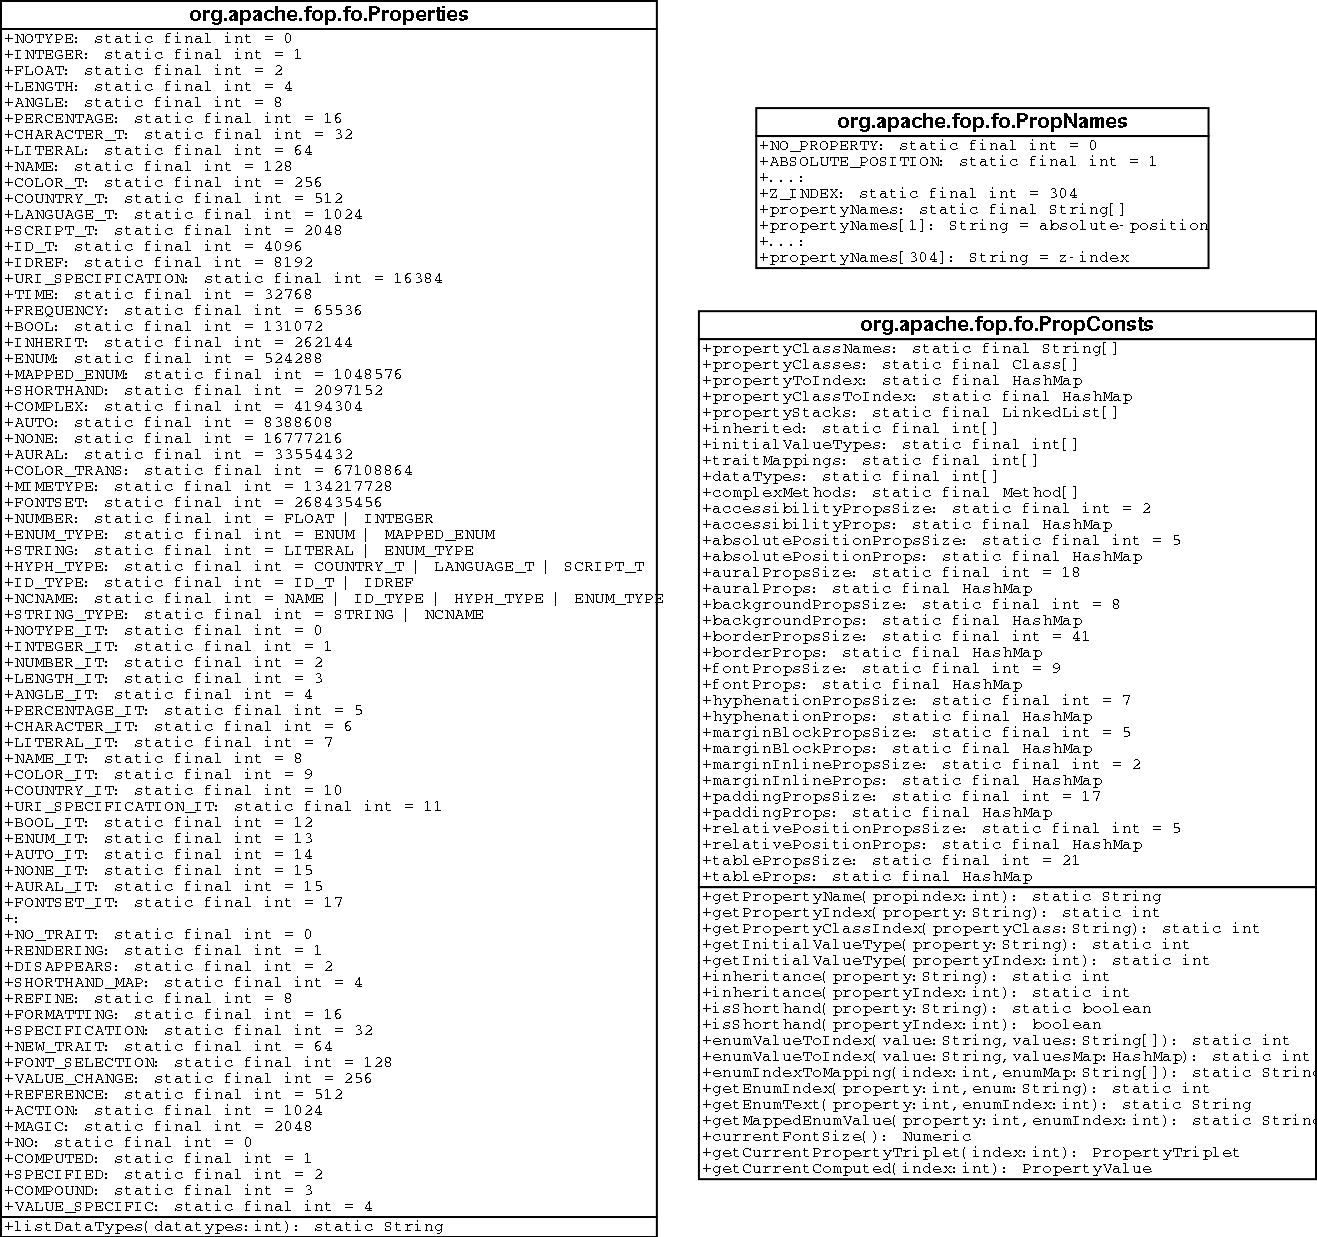 org.apache.fop.fo.Properties
+NOTYPE: static final int = 0
+INTEGER: static final int = 1
+FLOAT: static final int = 2
+LENGTH: static final int = 4
+ANGLE: static final int = 8
+PERCENTAGE: static final int = 16
+CHARACTER_T: static final int = 32
+LITERAL: static final int = 64
+NAME: static final int = 128
+COLOR_T: static final int = 256
+COUNTRY_T: static final int = 512
+LANGUAGE_T: static final int = 1024
+SCRIPT_T: static final int = 2048
+ID_T: static final int = 4096
+IDREF: static final int = 8192
+URI_SPECIFICATION: static final int = 16384
+TIME: static final int = 32768
+FREQUENCY: static final int = 65536
+BOOL: static final int = 131072
+INHERIT: static final int = 262144
+ENUM: static final int = 524288
+MAPPED_ENUM: static final int = 1048576
+SHORTHAND: static final int = 2097152
+COMPLEX: static final int = 4194304
+AUTO: static final int = 8388608
+NONE: static final int = 16777216
+AURAL: static final int = 33554432
+COLOR_TRANS: static final int = 67108864
+MIMETYPE: static final int = 134217728
+FONTSET: static final int = 268435456
+NUMBER: static final int = FLOAT | INTEGER
+ENUM_TYPE: static final int = ENUM | MAPPED_ENUM
+STRING: static final int = LITERAL | ENUM_TYPE
+HYPH_TYPE: static final int = COUNTRY_T | LANGUAGE_T | SCRIPT_T
+ID_TYPE: static final int = ID_T | IDREF
+NCNAME: static final int = NAME | ID_TYPE | HYPH_TYPE | ENUM_TYPE
+STRING_TYPE: static final int = STRING | NCNAME
+NOTYPE_IT: static final int = 0
+INTEGER_IT: static final int = 1
+NUMBER_IT: static final int = 2
+LENGTH_IT: static final int = 3
+ANGLE_IT: static final int = 4
+PERCENTAGE_IT: static final int = 5
+CHARACTER_IT: static final int = 6
+LITERAL_IT: static final int = 7
+NAME_IT: static final int = 8
+COLOR_IT: static final int = 9
+COUNTRY_IT: static final int = 10
+URI_SPECIFICATION_IT: static final int = 11
+BOOL_IT: static final int = 12
+ENUM_IT: static final int = 13
+AUTO_IT: static final int = 14
+NONE_IT: static final int = 15
+AURAL_IT: static final int = 15
+FONTSET_IT: static final int = 17
+:
+NO_TRAIT: static final int = 0
+RENDERING: static final int = 1
+DISAPPEARS: static final int = 2
+SHORTHAND_MAP: static final int = 4
+REFINE: static final int = 8
+FORMATTING: static final int = 16
+SPECIFICATION: static final int = 32
+NEW_TRAIT: static final int = 64
+FONT_SELECTION: static final int = 128
+VALUE_CHANGE: static final int = 256
+REFERENCE: static final int = 512
+ACTION: static final int = 1024
+MAGIC: static final int = 2048
+NO: static final int = 0
+COMPUTED: static final int = 1
+SPECIFIED: static final int = 2
+COMPOUND: static final int = 3
+VALUE_SPECIFIC: static final int = 4
+listDataTypes(datatypes:int): static String
org.apache.fop.fo.PropNames
+NO_PROPERTY: static final int = 0
+ABSOLUTE_POSITION: static final int = 1
+...:
+Z_INDEX: static final int = 304
+propertyNames: static final String[]
+propertyNames[1]: String = absolute-position
+...:
+propertyNames[304]: String = z-index
org.apache.fop.fo.PropConsts
+propertyClassNames: static final String[]
+propertyClasses: static final Class[]
+propertyToIndex: static final HashMap
+propertyClassToIndex: static final HashMap
+propertyStacks: static final LinkedList[]
+inherited: static final int[]
+initialValueTypes: static final int[]
+traitMappings: static final int[]
+dataTypes: static final int[]
+complexMethods: static final Method[]
+accessibilityPropsSize: static final int = 2
+accessibilityProps: static final HashMap
+absolutePositionPropsSize: static final int = 5
+absolutePositionProps: static final HashMap
+auralPropsSize: static final int = 18
+auralProps: static final HashMap
+backgroundPropsSize: static final int = 8
+backgroundProps: static final HashMap
+borderPropsSize: static final int = 41
+borderProps: static final HashMap
+fontPropsSize: static final int = 9
+fontProps: static final HashMap
+hyphenationPropsSize: static final int = 7
+hyphenationProps: static final HashMap
+marginBlockPropsSize: static final int = 5
+marginBlockProps: static final HashMap
+marginInlinePropsSize: static final int = 2
+marginInlineProps: static final HashMap
+paddingPropsSize: static final int = 17
+paddingProps: static final HashMap
+relativePositionPropsSize: static final int = 5
+relativePositionProps: static final HashMap
+tablePropsSize: static final int = 21
+tableProps: static final HashMap
+getPropertyName(propindex:int): static String
+getPropertyIndex(property:String): static int
+getPropertyClassIndex(propertyClass:String): static int
+getInitialValueType(property:String): static int
+getInitialValueType(propertyIndex:int): static int
+inheritance(property:String): static int
+inheritance(propertyIndex:int): static int
+isShorthand(property:String): static boolean
+isShorthand(propertyIndex:int): boolean
+enumValueToIndex(value:String,values:String[]): static int
+enumValueToIndex(value:String,valuesMap:HashMap): static int
+enumIndexToMapping(index:int,enumMap:String[]): static String
+getEnumIndex(property:int,enum:String): static int
+getEnumText(property:int,enumIndex:int): static String
+getMappedEnumValue(property:int,enumIndex:int): static String
+currentFontSize(): Numeric
+getCurrentPropertyTriplet(index:int): PropertyTriplet
+getCurrentComputed(index:int): PropertyValue